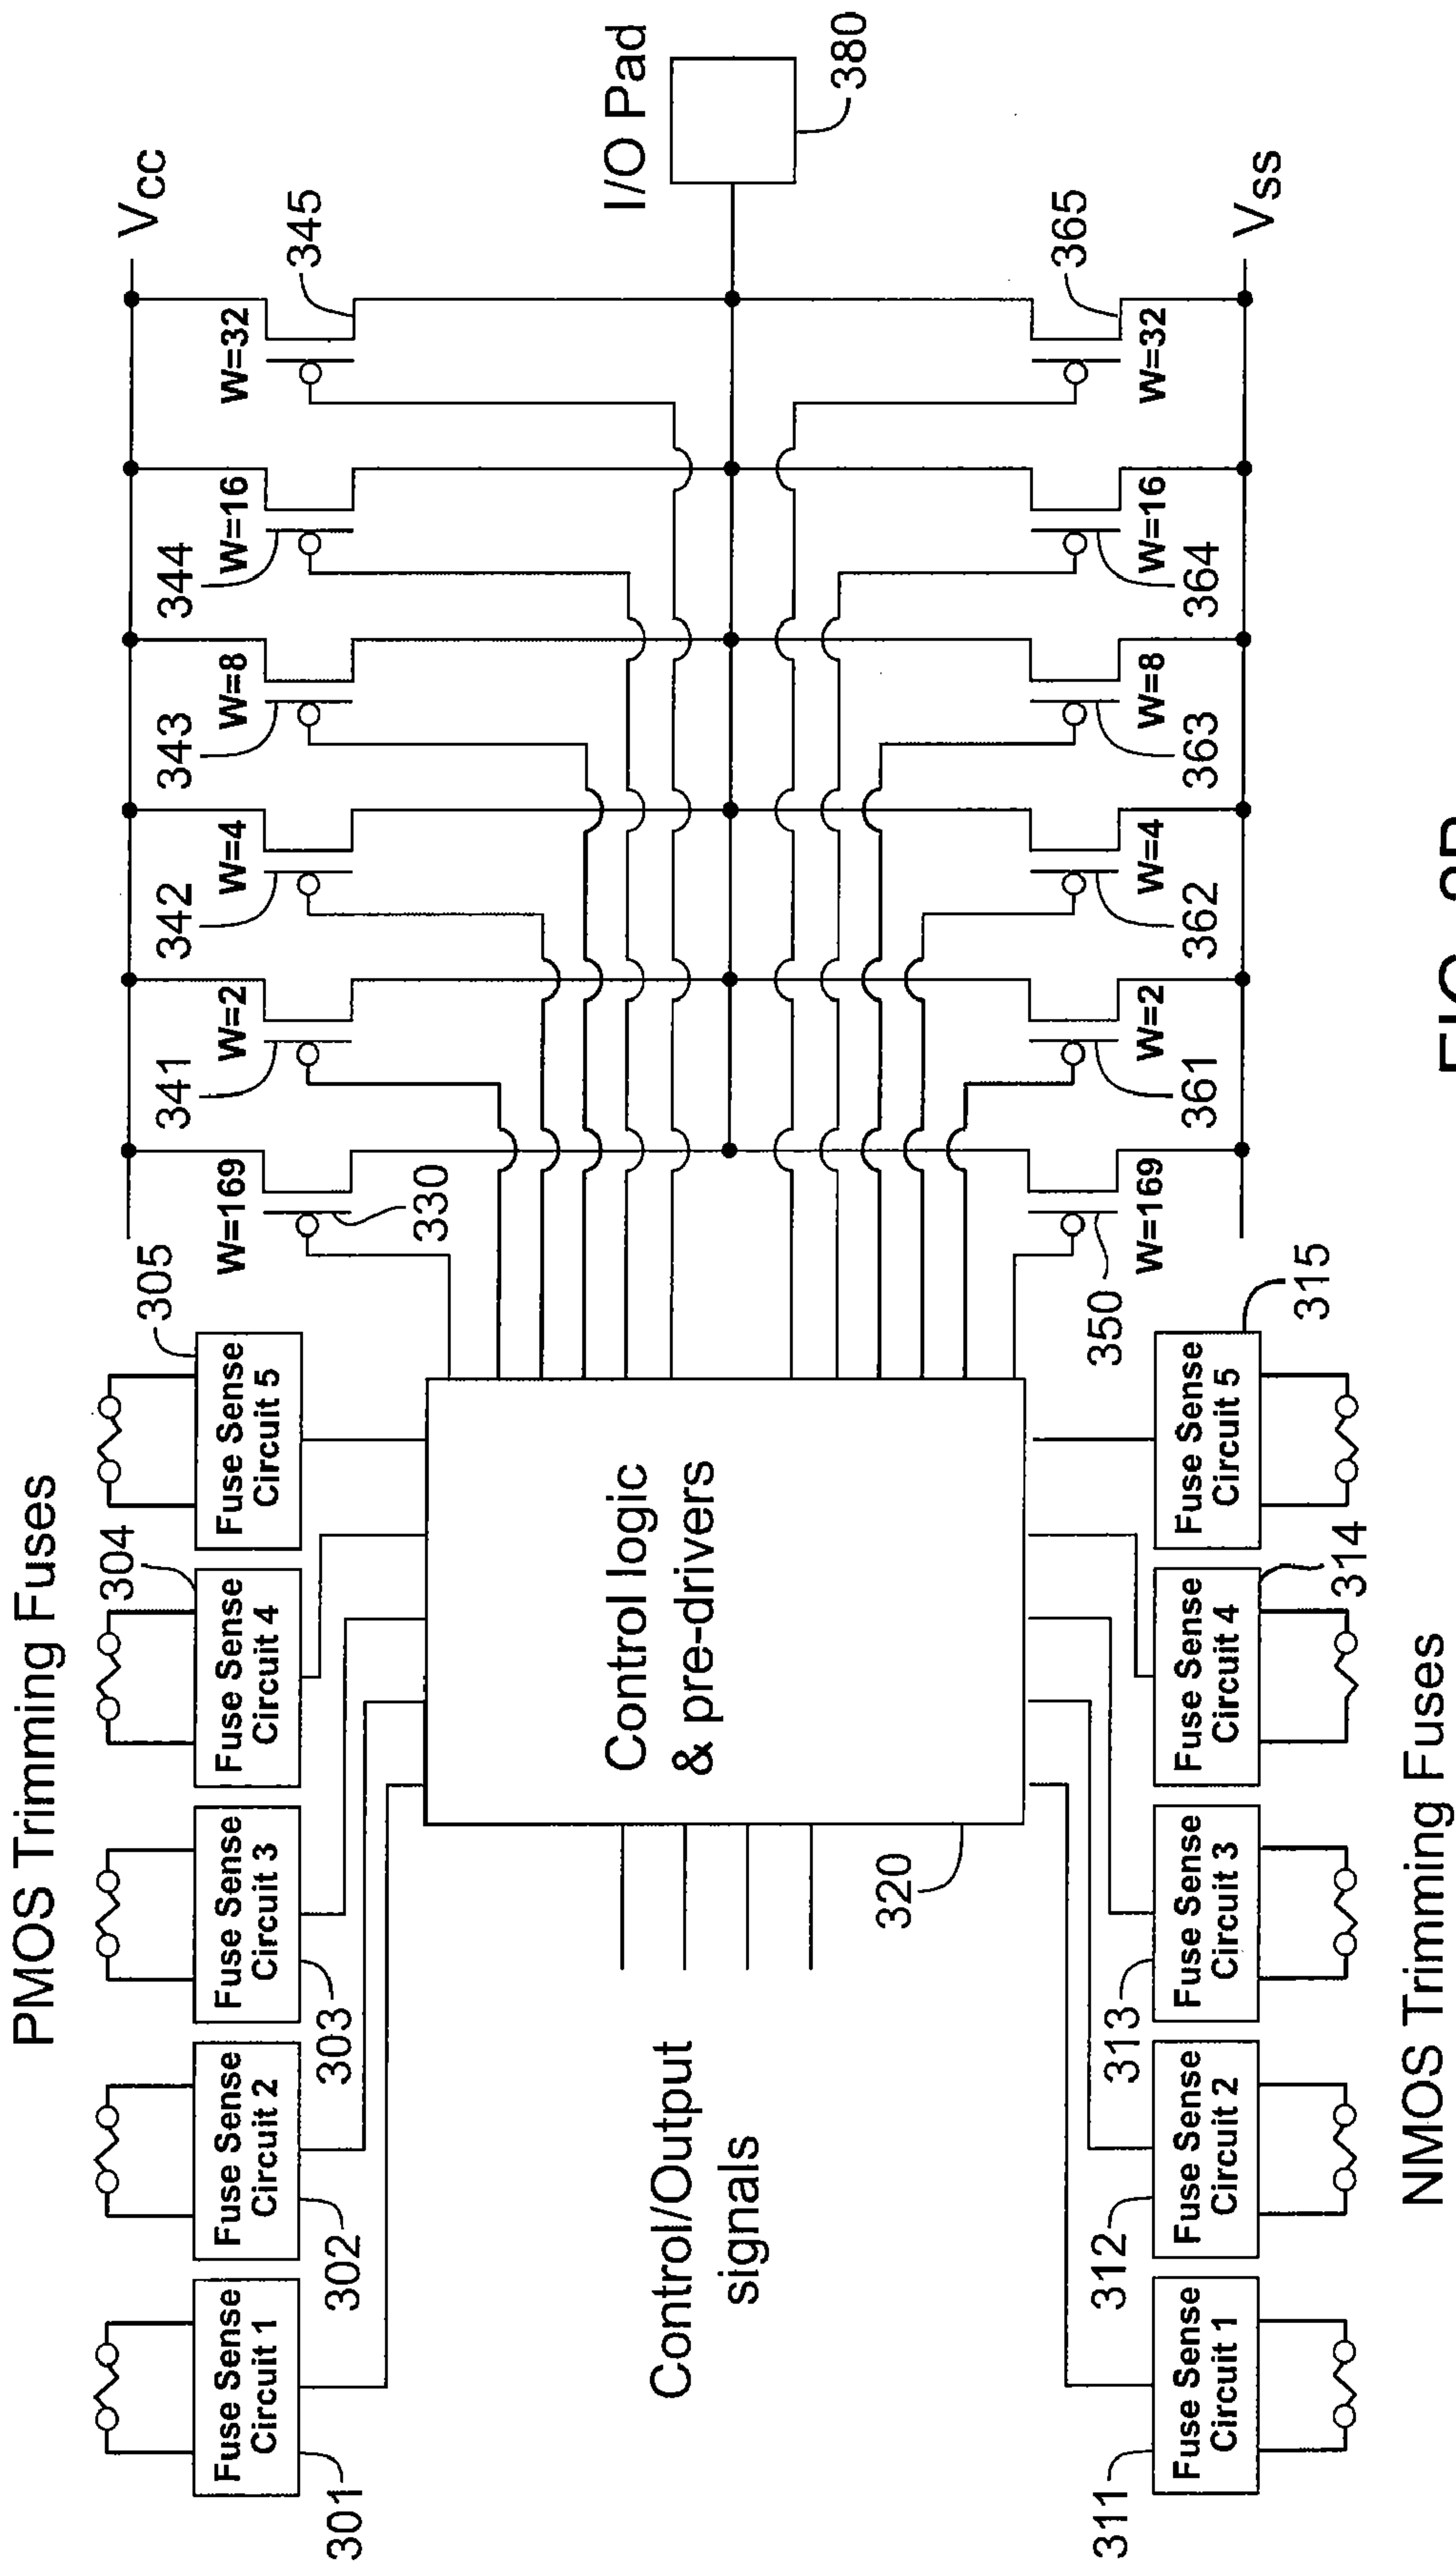 PMOS Trimming Fuses
301
302
303
304
305
Fuse Sense
Circuit 1
Fuse Sense
Circuit 2
Fuse Sense
Circuit 3
Fuse Sense
Circuit 4
Fuse Sense
Circuit 5
Vcc
W=169
W=2
W=4
W=8
W=16
W=32
330
341
342
343
344
345
Control/Output
signals
Control logic
& pre-drivers
320
I/O Pad
380
350
361
362
363
364
365
W=169
W=2
W=4
W=8
W=16
W=32
Vss
311
312
313
314
315
Fuse Sense
Circuit 1
Fuse Sense
Circuit 2
Fuse Sense
Circuit 3
Fuse Sense
Circuit 4
Fuse Sense
Circuit 5
NMOS Trimming Fuses